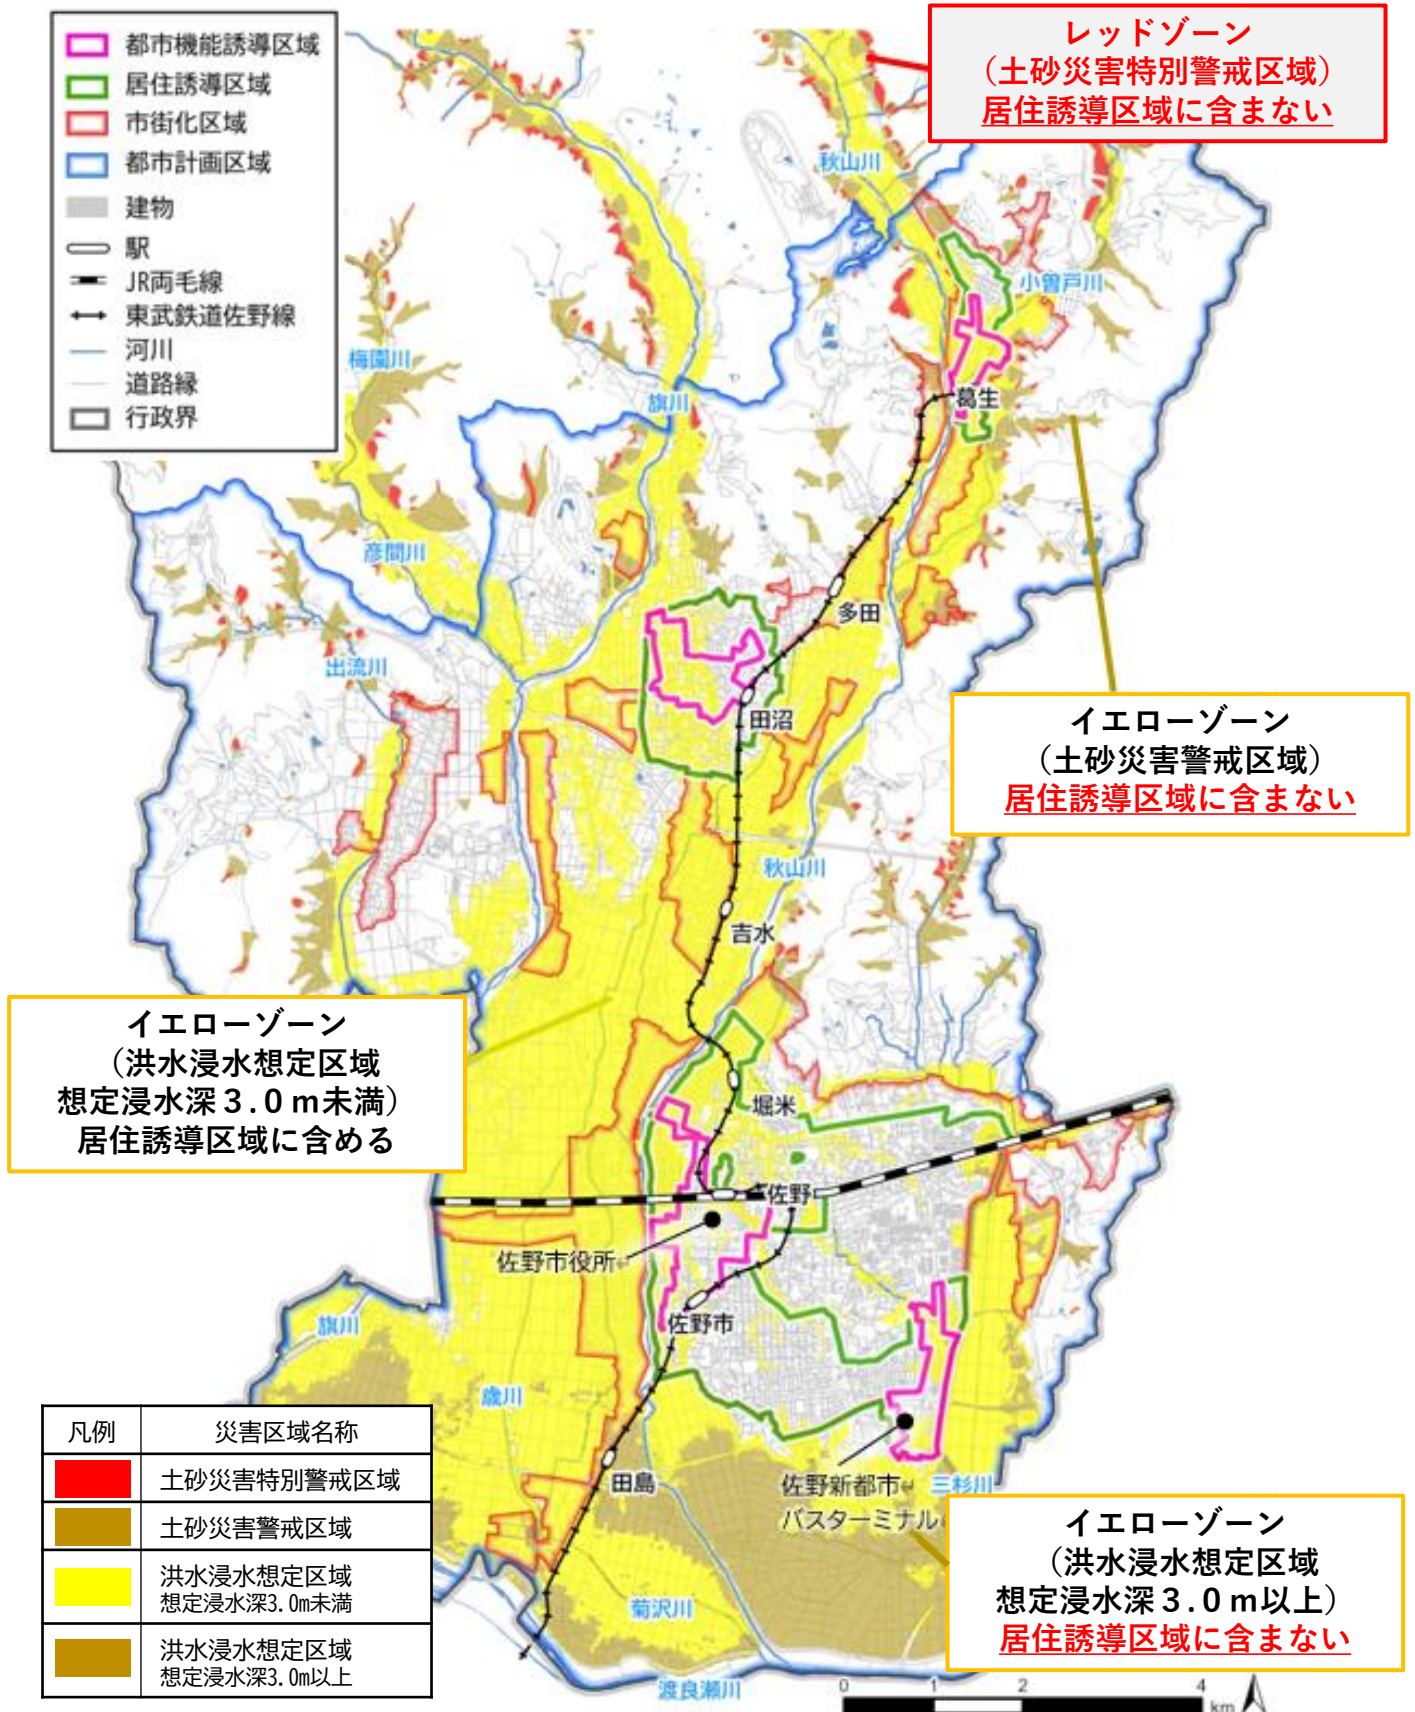 都市機能誘導区域
居住誘導区域
市街化区域
都市計画区域
建物
駅
JR両毛線
東武鉄道佐野線
河川
道路縁
行政界
レッドゾーン
（土砂災害特別警戒区域）
居住誘導区域に含まない
秋山川
小曽戸川
梅園川
旗川
葛生
彦間川
多田
出流川
田沼
イエローゾーン
（土砂災害警戒区域）
居住誘導区域に含まない
秋山川
吉水
イエローゾーン
（洪水浸水想定区域
想定浸水深３.０ｍ未満）
居住誘導区域に含める
堀米
佐野
佐野市役所
佐野市
旗川
歳川
田島
佐野新都市
バスターミナル
三杉川
菊沢川
渡良瀬川
イエローゾーン
（洪水浸水想定区域
想定浸水深３.０ｍ以上）
居住誘導区域に含まない
凡例 災害区域名称
土砂災害特別警戒区域
土砂災害警戒区域
洪水浸水想定区域
想定浸水深3.0m未満
洪水浸水想定区域
想定浸水深3.0m以上
0 1 2 4
km